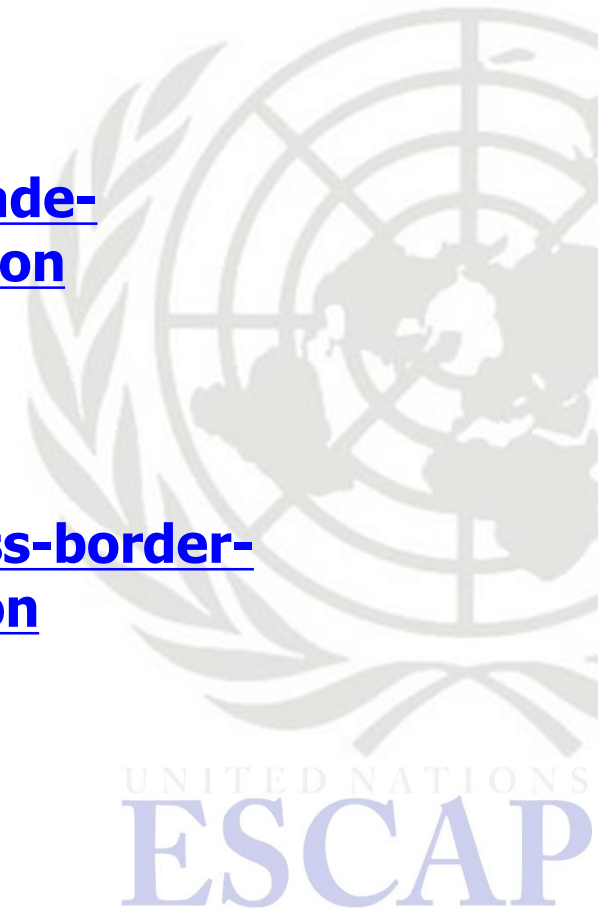 ade-
on
ss-border-
on
UNITED NATIONS
ESCAP